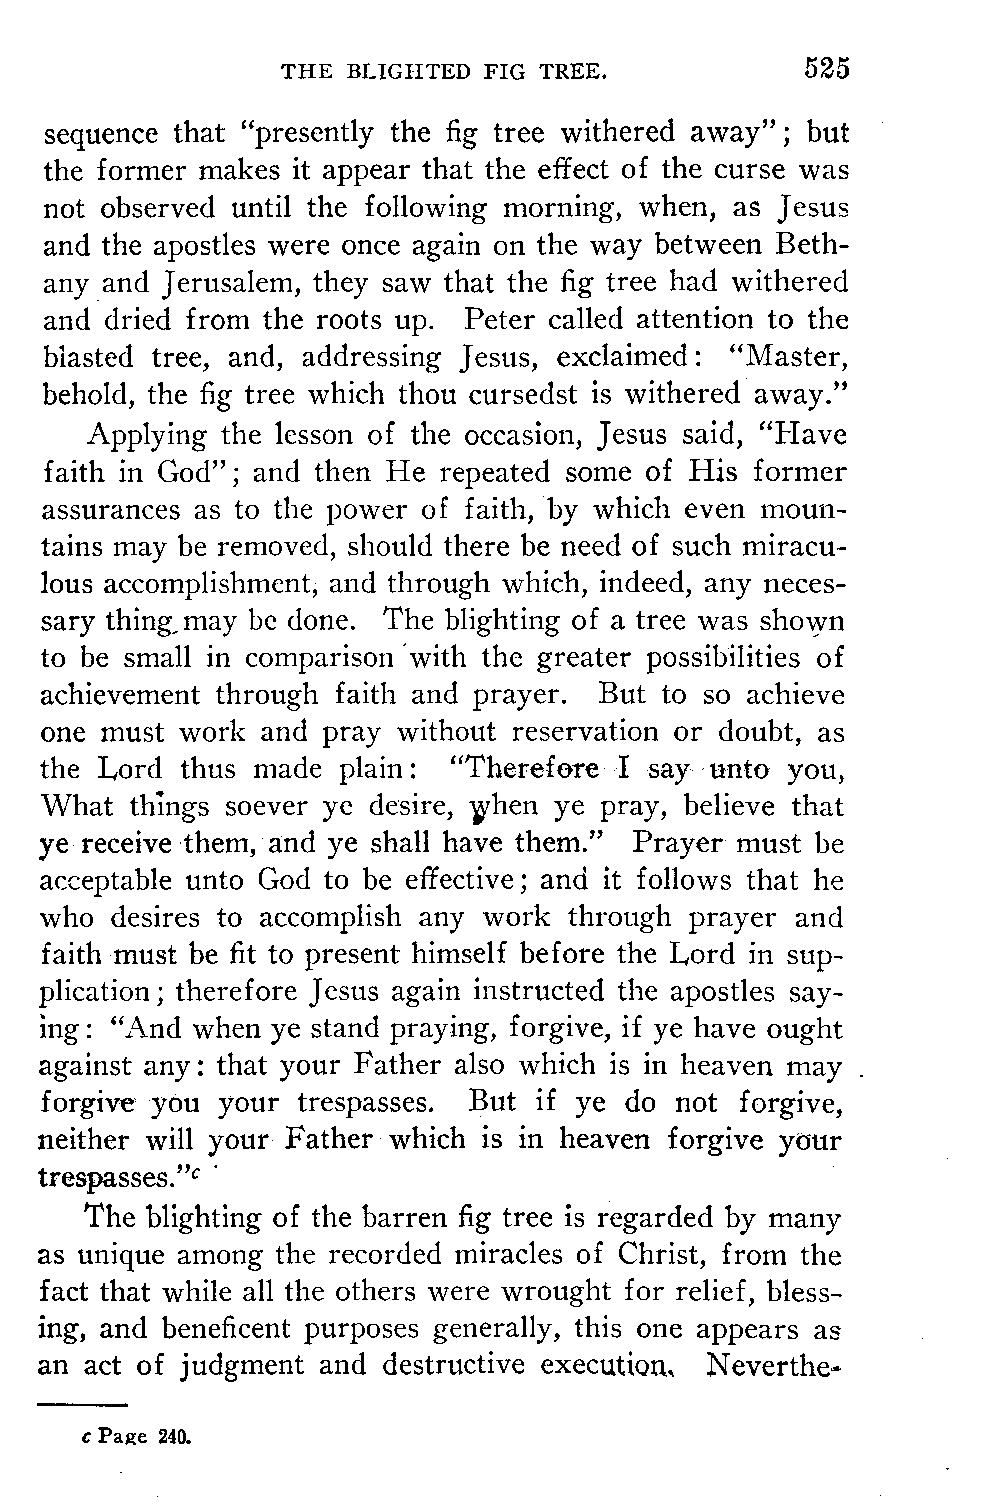 THE BLIGHTED FIG TREE. 525
sequence that “presently the fig tree withered away”; but
the former makes it appear that the effect of the curse was
not observed until the following morning, when, as Jesus
and the apostles were once again on the way between Beth-
any and Jerusalem, they saw that the fig tree had withered
and dried from the roots up. Peter called attention to the
blasted tree, and, addressing Jesus, exclaimed: “Master,
behold, the fig tree which thou cursedst is withered away.”
Applying the lesson of the occasion, Jesus said, “Have
faith in God”; and then He repeated some of His former
assurances as to the power of faith, by which even moun-
tains may be removed, should there be need of such miracu-
lous accomplishment, and through which, indeed, any neces-
sary thing may be done. The blighting of a tree was shown
to be small in comparison with the greater possibilities of
achievement through faith and prayer. But to so achieve
one must work and pray without reservation or doubt, as
the Lord thus made plain: “Therefore I say unto you,
What things soever ye desire, when ye pray, believe that
ye receive them, and ye shall have them.” Prayer must be
acceptable unto God to be effective; and it follows that he
who desires to accomplish any work through prayer and
faith must be fit to present himself before the Lord in sup-
plication; therefore Jesus again instructed the apostles say-
ing: “And when ye stand praying, forgive, if ye have ought
against any: that your Father also which is in heaven may
forgive you your trespasses. But if ye do not forgive,
neither will your Father which is in heaven forgive your
trespasses.”c
The blighting of the barren fig tree is regarded by many
as unique among the recorded miracles of Christ, from the
fact that while all the others were wrought for relief, bless-
ing, and beneficent purposes generally, this one appears as
an act of judgment and destructive execution. Neverthe-
c Page 240.